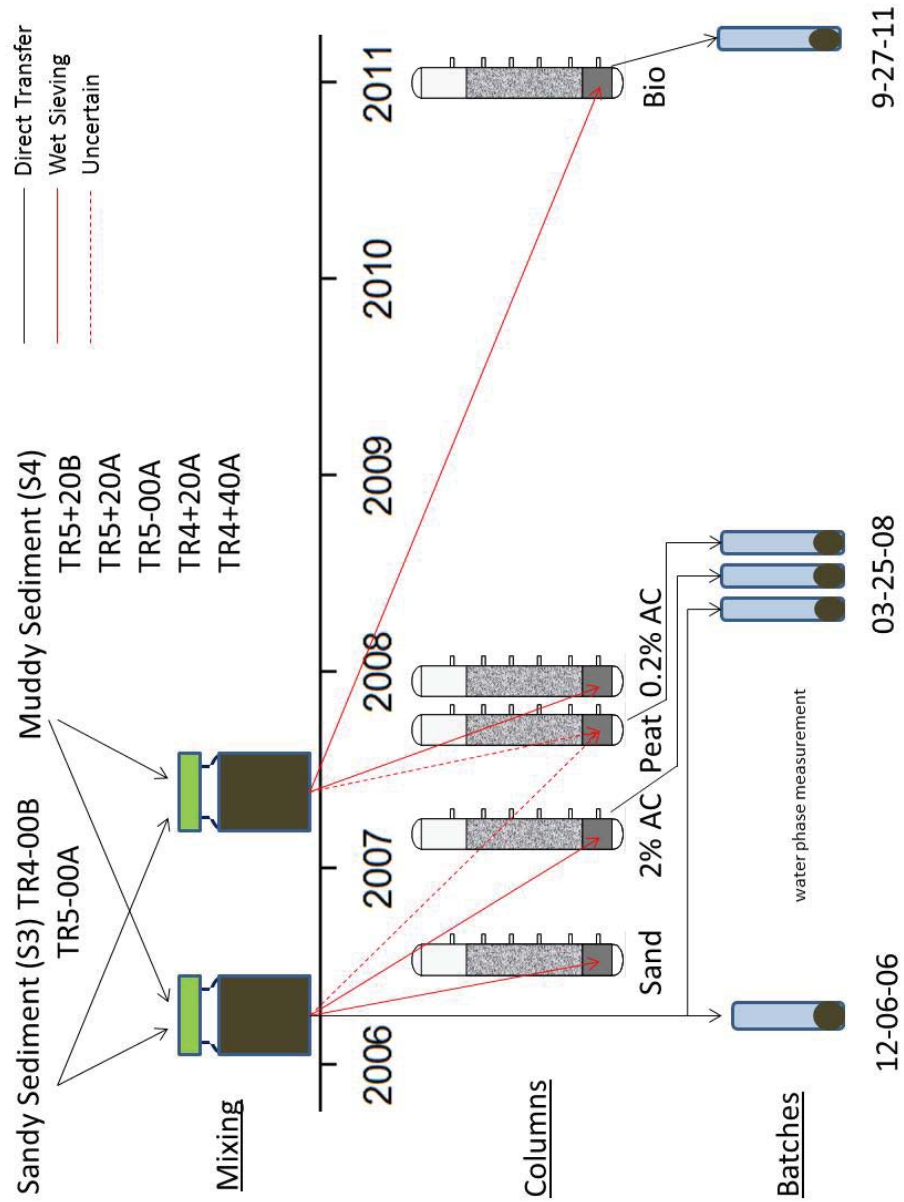 Sandy Sediment (S3) TR4-00B
TR5-00A
Muddy Sediment (S4)
TR5+20B
TR5+20A
TR5-00A
TR4+20A
TR4+40A
Direct Transfer
Wet Sieving
Uncertain
Mixing
2006
2007
2008
2009
2010
2011
Columns
Sand
2% AC
Peat
0.2% AC
Bio
Batches
water phase measurement
12-06-06
03-25-08
9-27-11